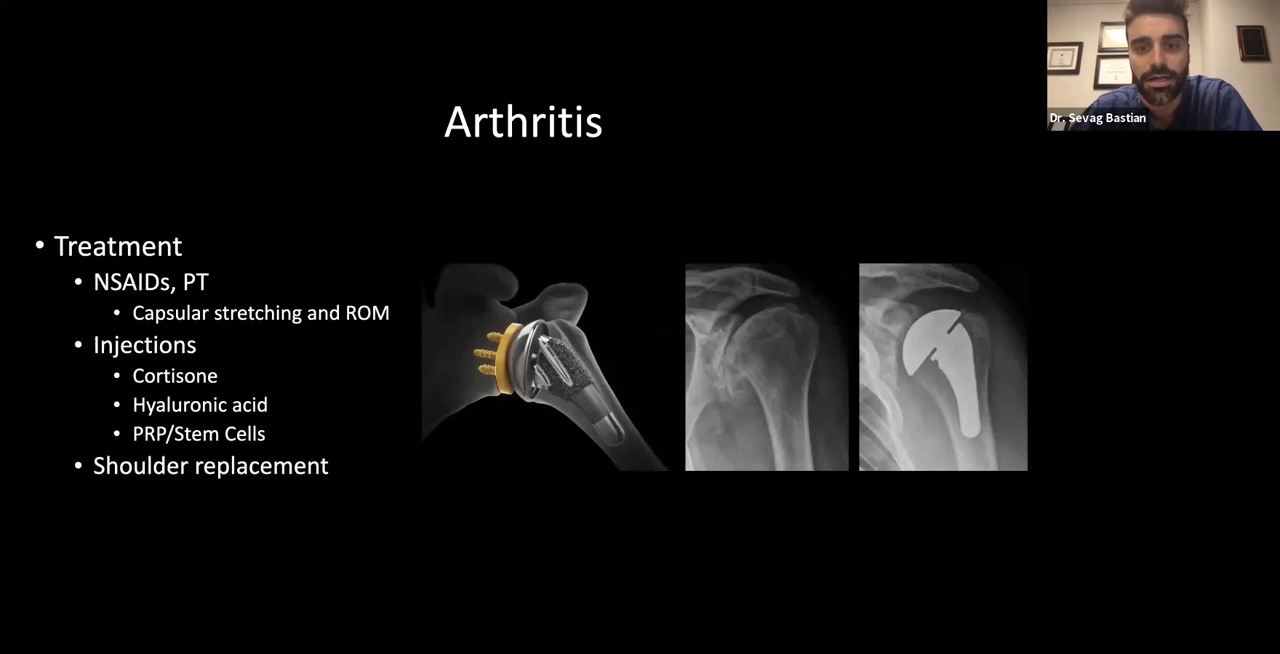 Arthritis
Dr. Sevag Bastian
• Treatment
• NSAIDs, PT
• Capsular stretching and ROM
• Injections
• Cortisone
• Hyaluronic acid
• PRP/Stem Cells
• Shoulder replacement